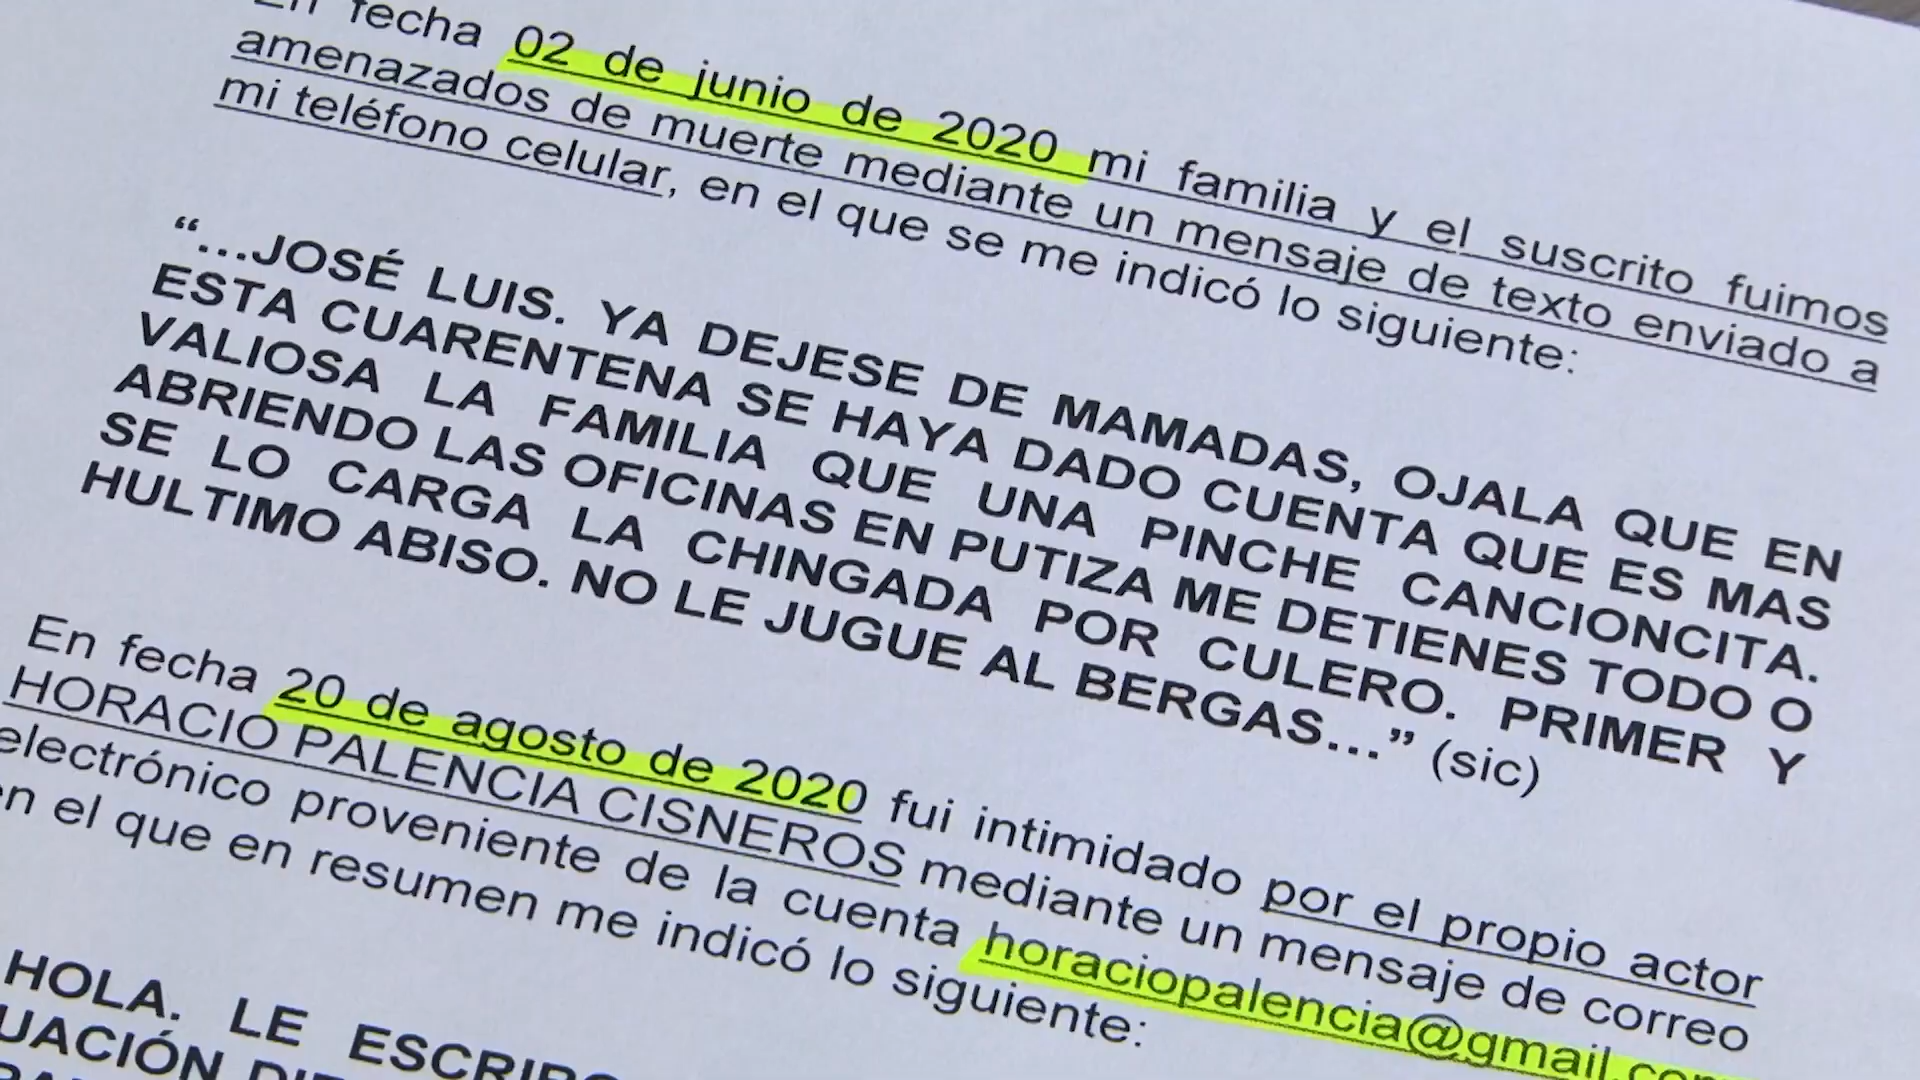 En fecha 02 de junio de 2020 mi familia y el suscrito fuimos
amenazados de muerte mediante un mensaje de texto enviado a
mi teléfono celular, en el que se me indicó lo siguiente:
“...JOSÉ LUIS. YA DEJESE DE MAMADAS, OJALA QUE EN
ESTA CUARENTENA SE HAYA DADO CUENTA QUE ES MAS
VALIOSA LA FAMILIA QUE UNA PINCHE CANCIONCITA.
ABRIENDO LAS OFICINAS EN PUTIZA ME DETIENES TODO O
SE LO CARGA LA CHINGADA POR CULERO. PRIMER Y
HULTIMO ABISO. NO LE JUGUE AL BERGAS...” (sic)
En fecha 20 de agosto de 2020 fui intimidado por el propio actor
HORACIO PALENCIA CISNEROS mediante un mensaje de correo
electrónico proveniente de la cuenta horaciopalencia@gmail.com
en el que en resumen me indicó lo siguiente:
HOLA. LE